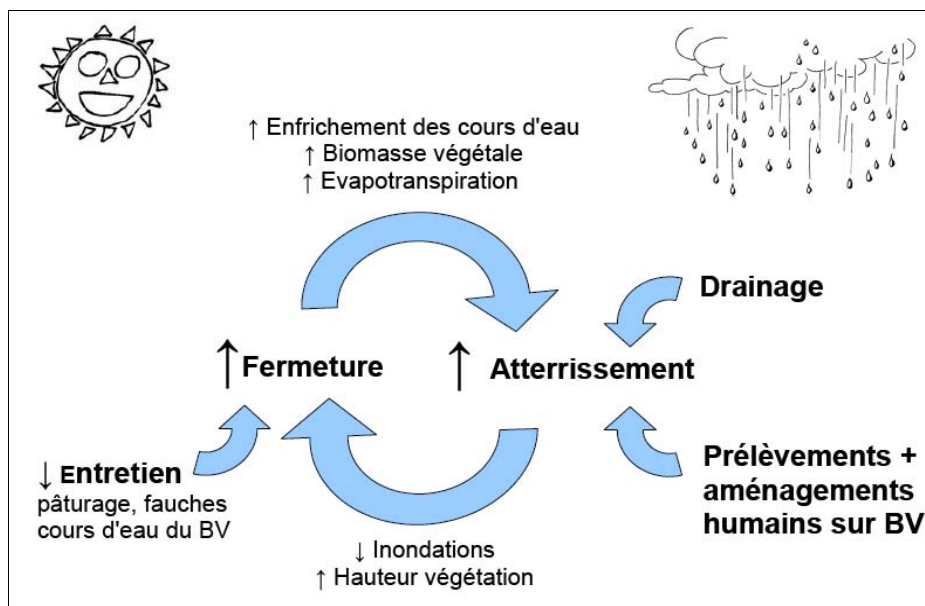 ↑ Enfrichement des cours d'eau
↑ Biomasse végétale
↑ Evapotranspiration
Drainage
↑ Fermeture
↑ Atterrissement
↓ Entretien
pâturage, fauches
cours d'eau du BV
Prélèvements +
aménagements
humains sur BV
↓ Inondations
↑ Hauteur végétation